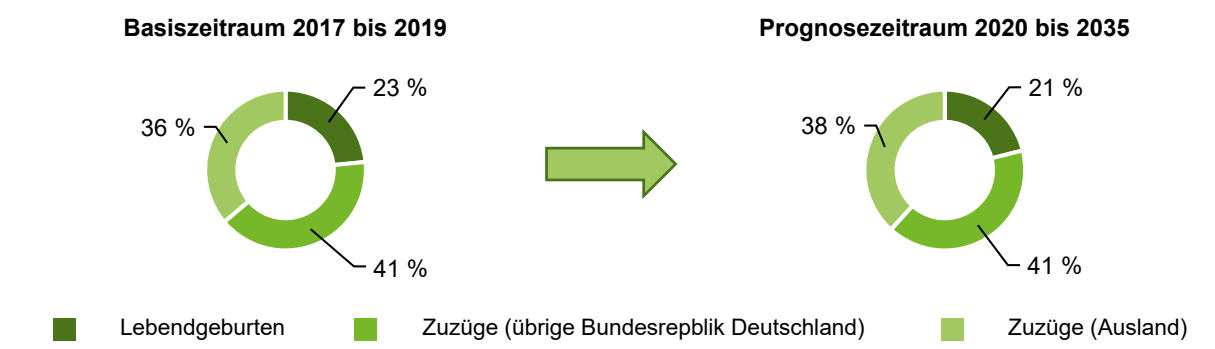 Basiszeitraum 2017 bis 2019
Prognosezeitraum 2020 bis 2035
23 %
36 %
41 %
21 %
38 %
41 %
Lebendgeburten
Zuzüge (übrige Bundesrepblik Deutschland)
Zuzüge (Ausland)